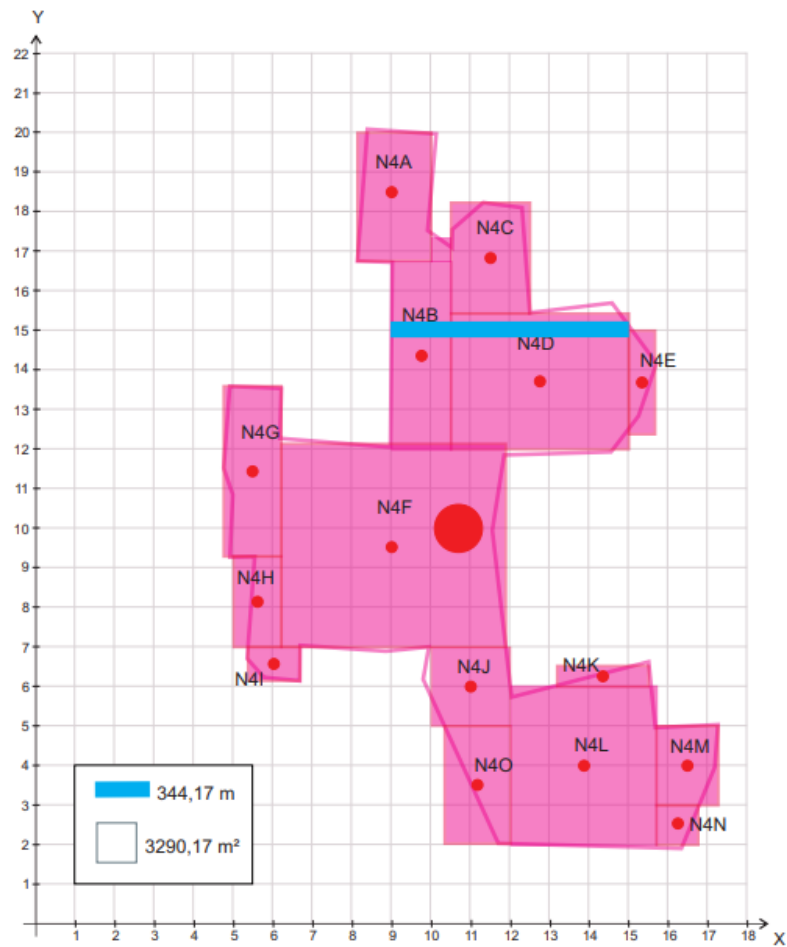 Y
22
21
20
19
18
17
16
15
14
13
12
11
10
9
8
7
6
5
4
3
2
1
N4A
N4C
N4B
N4D
N4E
N4G
N4F
N4H
N4I
N4J
N4K
N4L
N4M
N4O
N4N
344,17 m
3290,17 m²
1 2 3 4 5 6 7 8 9 10 11 12 13 14 15 16 17 18
X